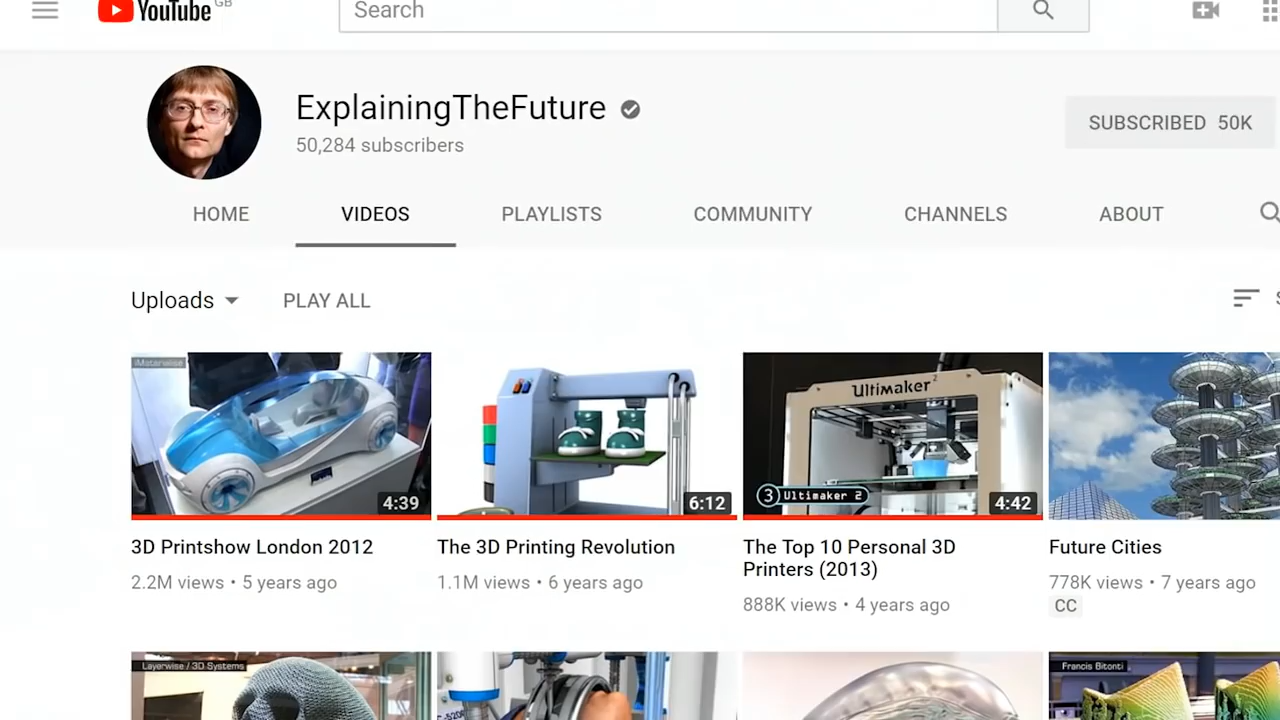 YouTube GB
Search
ExplainingTheFuture
50,284 subscribers
SUBSCRIBED 50K
HOME VIDEOS PLAYLISTS COMMUNITY CHANNELS ABOUT
Uploads PLAY ALL
iMaterialise
Ultimaker 2
3 Ultimaker 2
4:39 6:12 4:42
3D Printshow London 2012
2.2M views • 5 years ago
The 3D Printing Revolution
1.1M views • 6 years ago
The Top 10 Personal 3D
Printers (2013)
888K views • 4 years ago
Future Cities
778K views • 7 years ago
CC
Layerwise / 3D Systems
Francis Bitonti